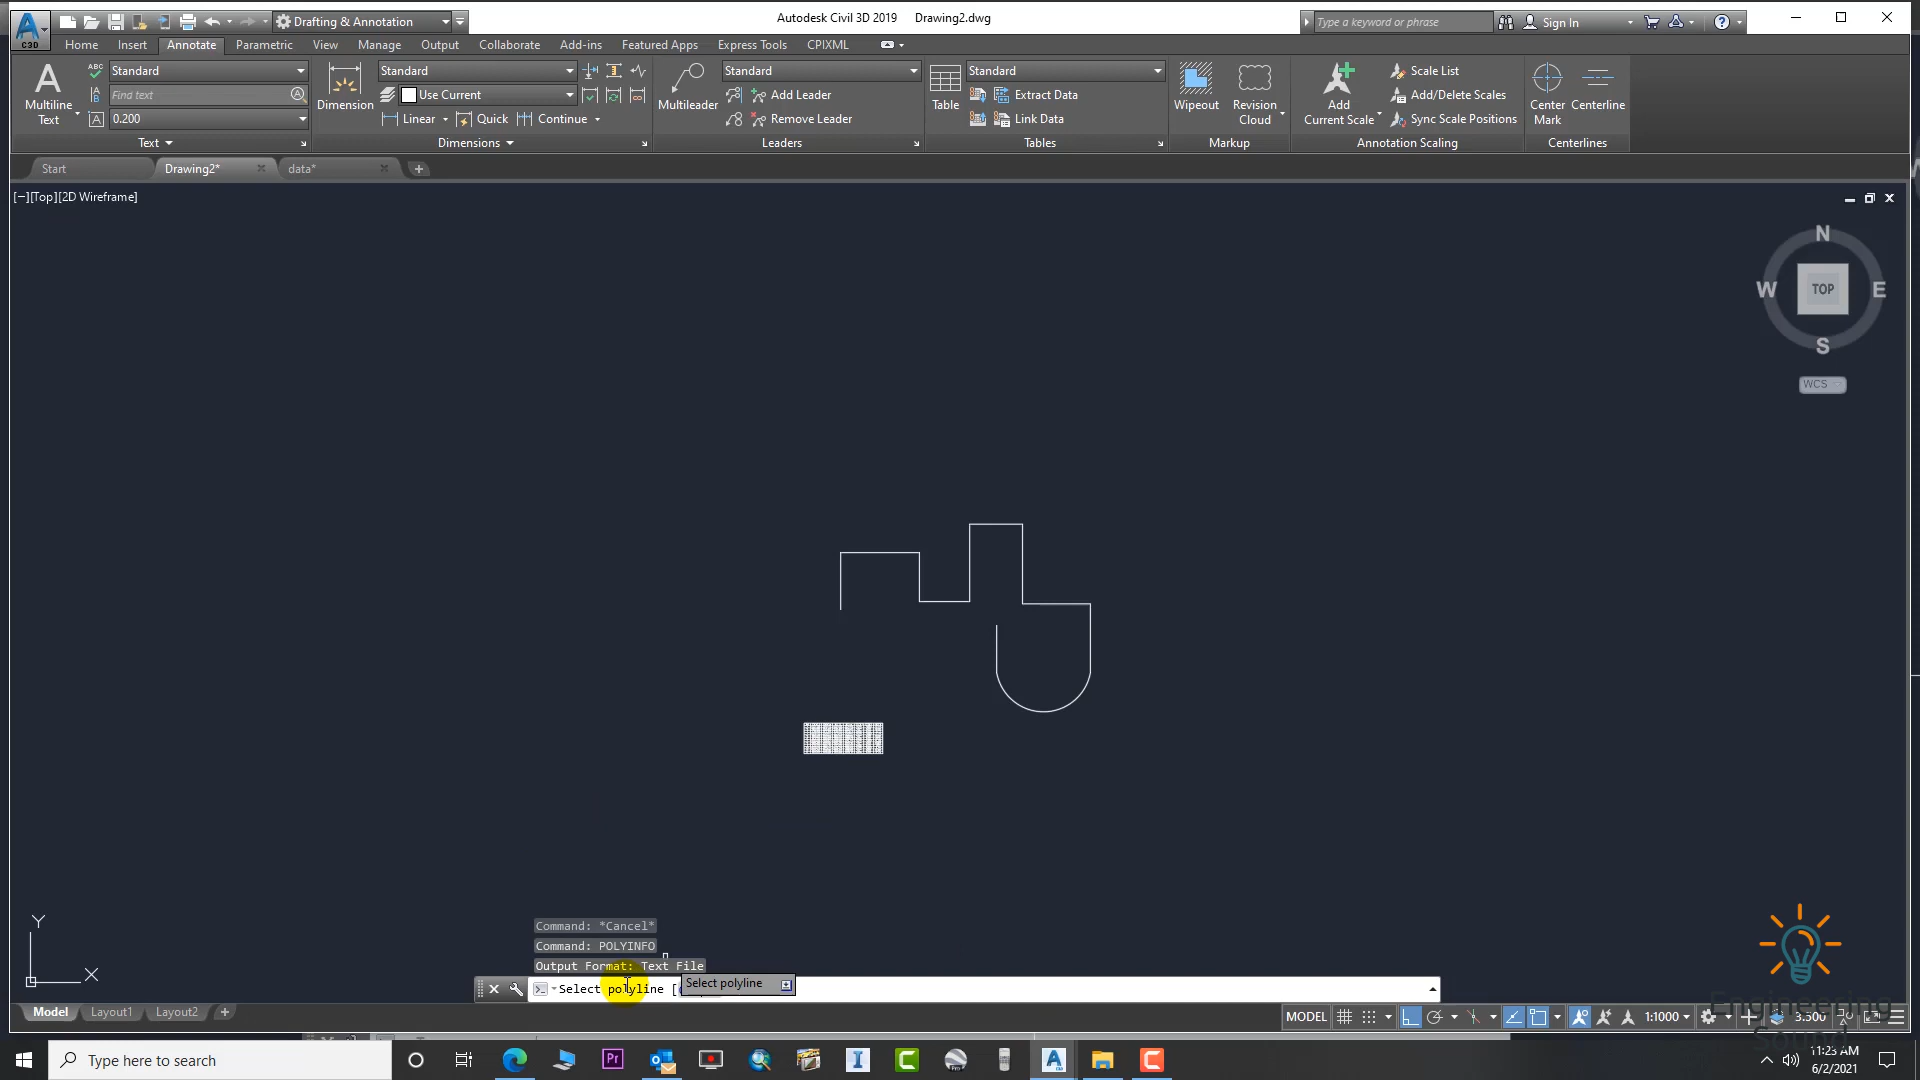 Drafting & Annotation
Autodesk Civil 3D 2019 Drawing2.dwg
Type a keyword or phrase
Sign In
C3D
Home Insert Annotate Parametric View Manage Output Collaborate Add-ins Featured Apps Express Tools CPIXML
Standard
Find text
0.200
Multiline
Text
Text
Dimension
Standard
Use Current
Linear Quick Continue
Dimensions
Multileader
Standard
Add Leader
Remove Leader
Leaders
Table
Standard
Extract Data
Link Data
Tables
Wipeout
Revision
Cloud
Markup
Add
Current Scale
Scale List
Add/Delete Scales
Sync Scale Positions
Annotation Scaling
Center
Mark
Centerline
Centerlines
Start Drawing2* data*
[−][Top][2D Wireframe]
N
W TOP E
S
WCS
Y
X
Command: *Cancel*
Command: POLYINFO
Output Format: Text File
Select polyline [
Select polyline
Model Layout1 Layout2
MODEL 1:1000 3.500
Engineering
Sound
Type here to search
11:23 AM
6/2/2021